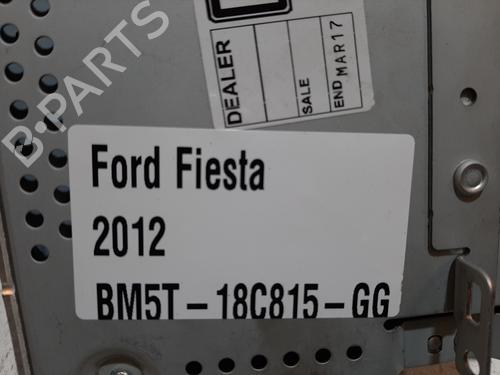 B-PARTS
DEALER
SALE
END MAR17
Ford Fiesta
2012
BM5T-18C815-GG